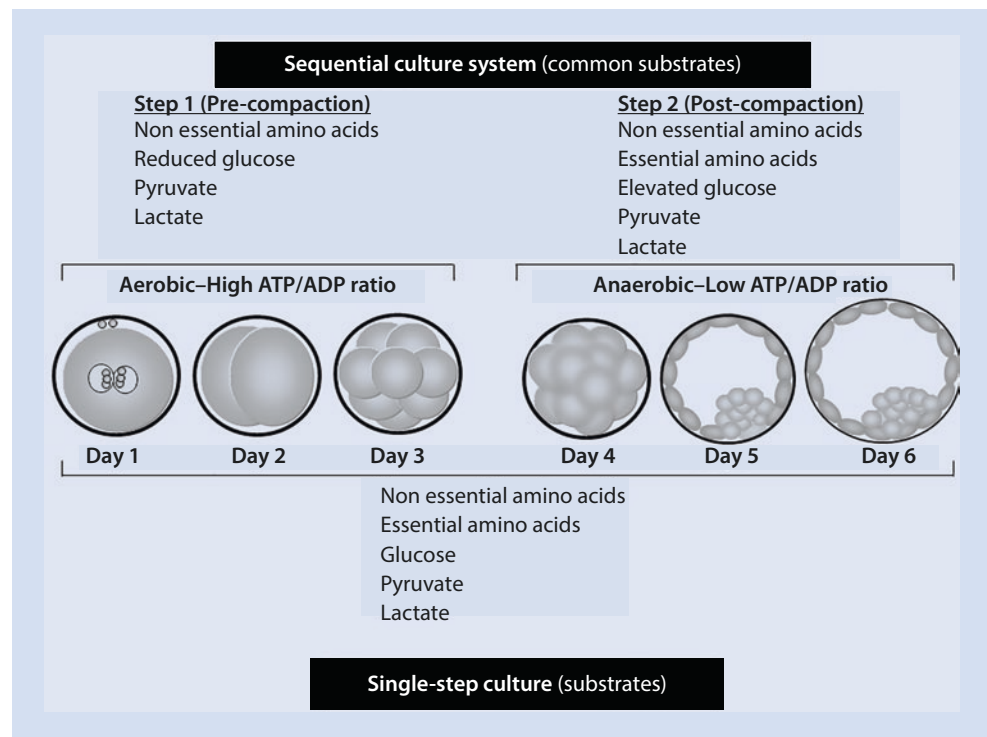 Sequential culture system (common substrates)
Step 1 (Pre-compaction)
Non essential amino acids
Reduced glucose
Pyruvate
Lactate
Step 2 (Post-compaction)
Non essential amino acids
Essential amino acids
Elevated glucose
Pyruvate
Lactate
Aerobic–High ATP/ADP ratio
Anaerobic–Low ATP/ADP ratio
Day 1
Day 2
Day 3
Day 4
Day 5
Day 6
Non essential amino acids
Essential amino acids
Glucose
Pyruvate
Lactate
Single-step culture (substrates)